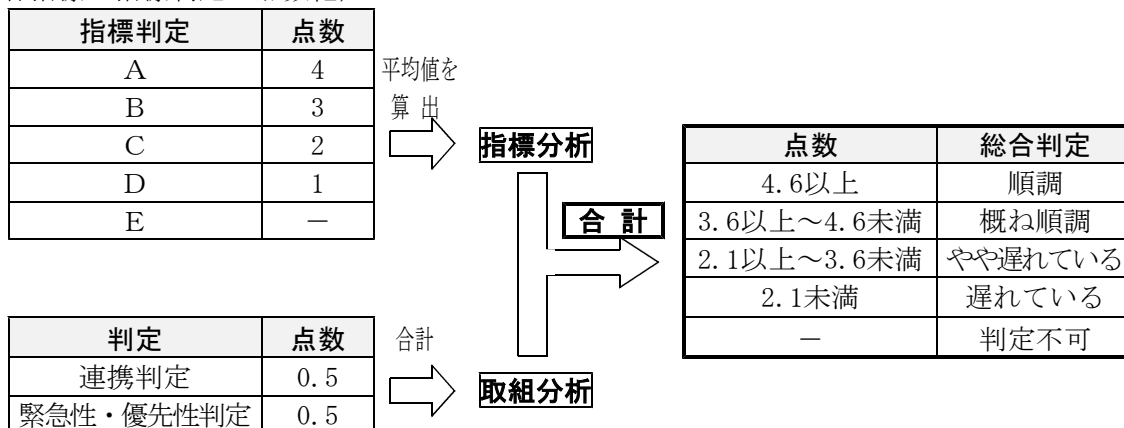 指標判定 点数
A 4
B 3
C 2
D 1
E －
平均値を
算出
指標分析
合計
点数 総合判定
4.6以上 順調
3.6以上～4.6未満 概ね順調
2.1以上～3.6未満 やや遅れている
2.1未満 遅れている
－ 判定不可
判定 点数
連携判定 0.5
緊急性・優先性判定 0.5
合計
取組分析